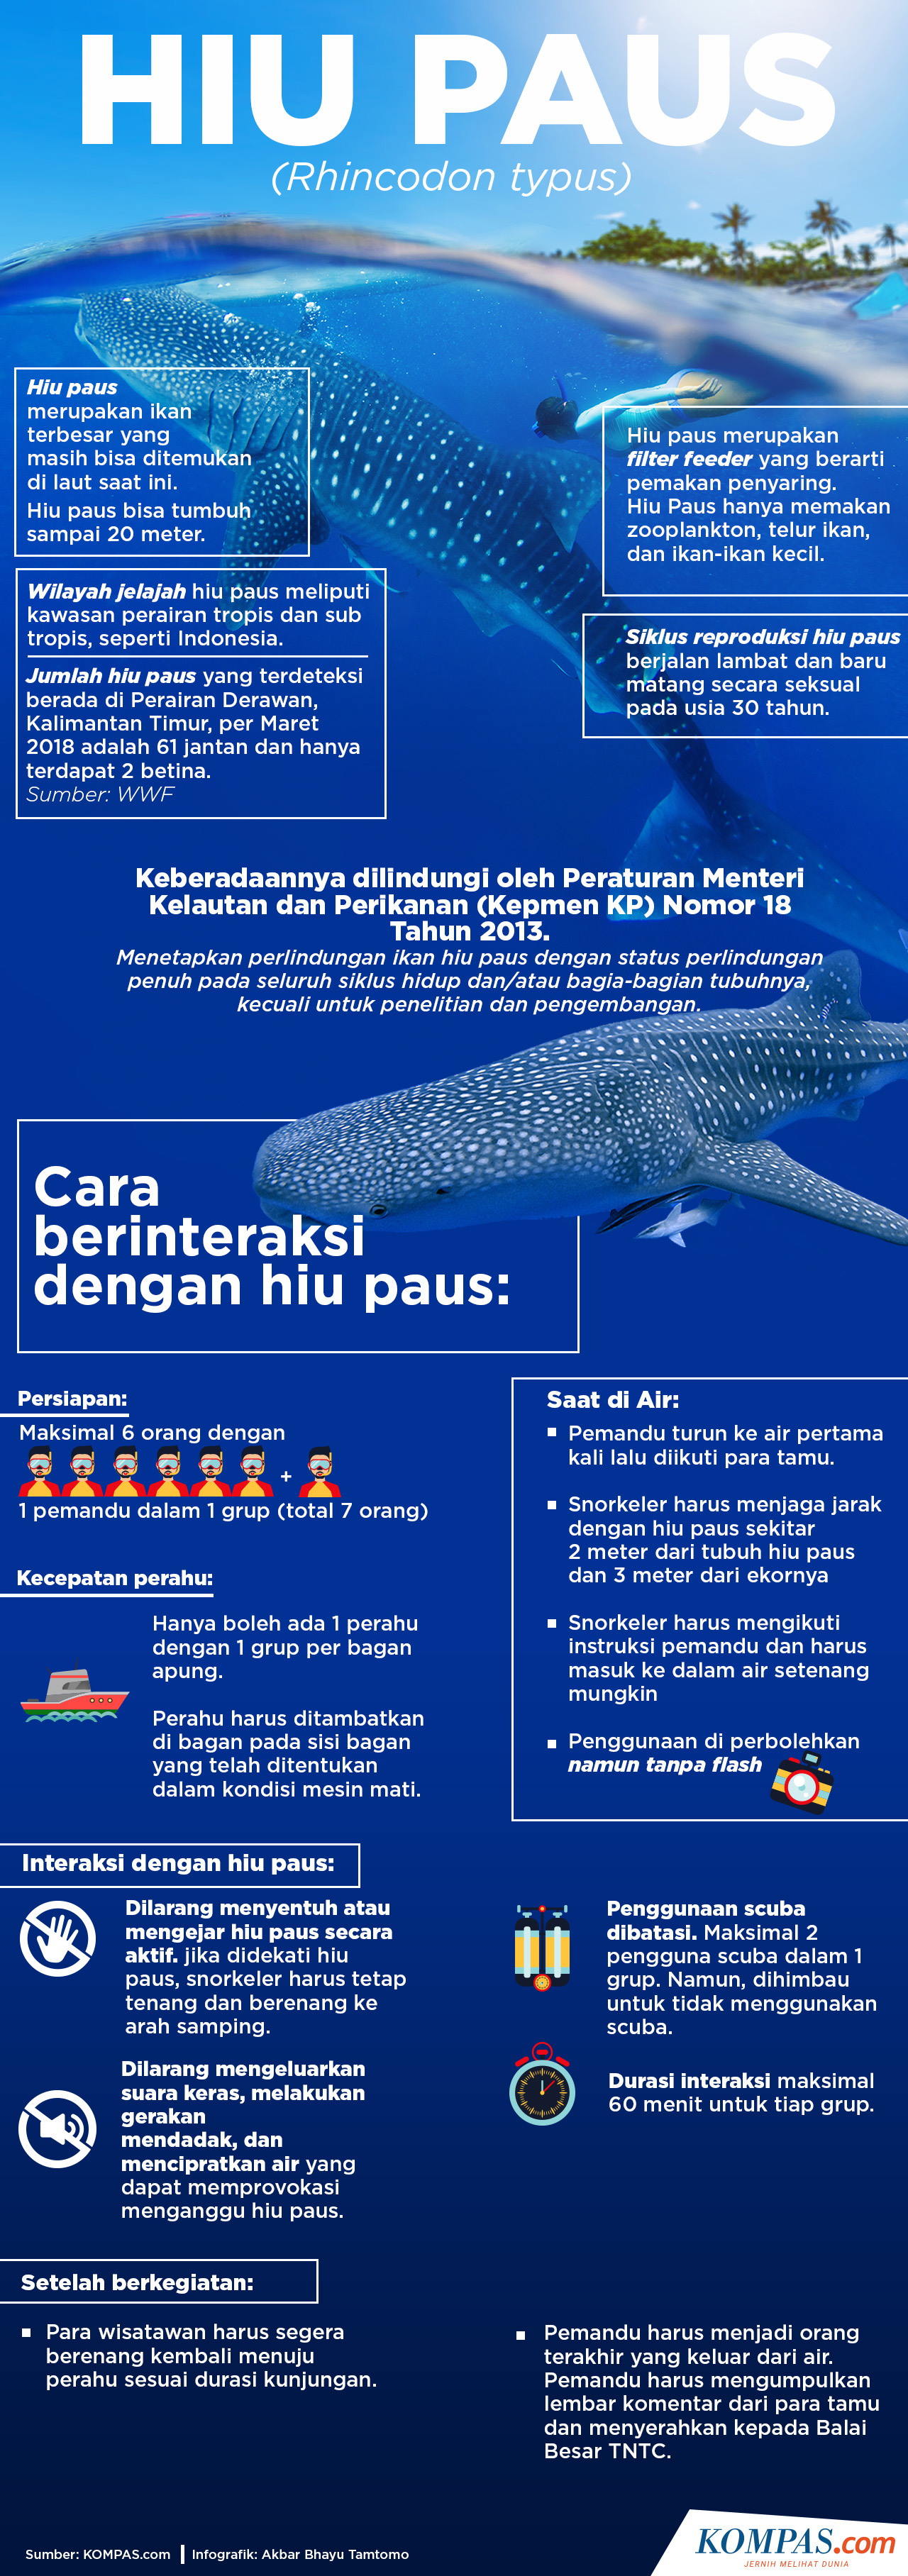 HIU PAUS
(Rhincodon typus)
Hiu paus
merupakan ikan
terbesar yang
masih bisa ditemukan
di laut saat ini.
Hiu paus bisa tumbuh
sampai 20 meter.
Hiu paus merupakan
filter feeder yang berarti
pemakan penyaring.
Hiu Paus hanya memakan
zooplankton, telur ikan,
dan ikan-ikan kecil.
Wilayah jelajah hiu paus meliputi
kawasan perairan tropis dan sub
tropis, seperti Indonesia.
Jumlah hiu paus yang terdeteksi
berada di Perairan Derawan,
Kalimantan Timur, per Maret
2018 adalah 61 jantan dan hanya
terdapat 2 betina.
Sumber: WWF
Siklus reproduksi hiu paus
berjalan lambat dan baru
matang secara seksual
pada usia 30 tahun.
Keberadaannya dilindungi oleh Peraturan Menteri
Kelautan dan Perikanan (Kepmen KP) Nomor 18
Tahun 2013.
Menetapkan perlindungan ikan hiu paus dengan status perlindungan
penuh pada seluruh siklus hidup dan/atau bagia-bagian tubuhnya,
kecuali untuk penelitian dan pengembangan.
Cara
berinteraksi
dengan hiu paus:
Persiapan:
Maksimal 6 orang dengan
+
1 pemandu dalam 1 grup (total 7 orang)
Kecepatan perahu:
Hanya boleh ada 1 perahu
dengan 1 grup per bagan
apung.
Perahu harus ditambatkan
di bagan pada sisi bagan
yang telah ditentukan
dalam kondisi mesin mati.
Saat di Air:
Pemandu turun ke air pertama
kali lalu diikuti para tamu.
Snorkeler harus menjaga jarak
dengan hiu paus sekitar
2 meter dari tubuh hiu paus
dan 3 meter dari ekornya
Snorkeler harus mengikuti
instruksi pemandu dan harus
masuk ke dalam air setenang
mungkin
Penggunaan di perbolehkan
namun tanpa flash
Interaksi dengan hiu paus:
Dilarang menyentuh atau
mengejar hiu paus secara
aktif. jika didekati hiu
paus, snorkeler harus tetap
tenang dan berenang ke
arah samping.
Dilarang mengeluarkan
suara keras, melakukan
gerakan
mendadak, dan
mencipratkan air yang
dapat memprovokasi
menganggu hiu paus.
Penggunaan scuba
dibatasi. Maksimal 2
pengguna scuba dalam 1
grup. Namun, dihimbau
untuk tidak menggunakan
scuba.
Durasi interaksi maksimal
60 menit untuk tiap grup.
Setelah berkegiatan:
Para wisatawan harus segera
berenang kembali menuju
perahu sesuai durasi kunjungan.
Pemandu harus menjadi orang
terakhir yang keluar dari air.
Pemandu harus mengumpulkan
lembar komentar dari para tamu
dan menyerahkan kepada Balai
Besar TNTC.
Sumber: KOMPAS.com | Infografik: Akbar Bhayu Tamtomo
KOMPAS.com
JERNIH MELIHAT DUNIA